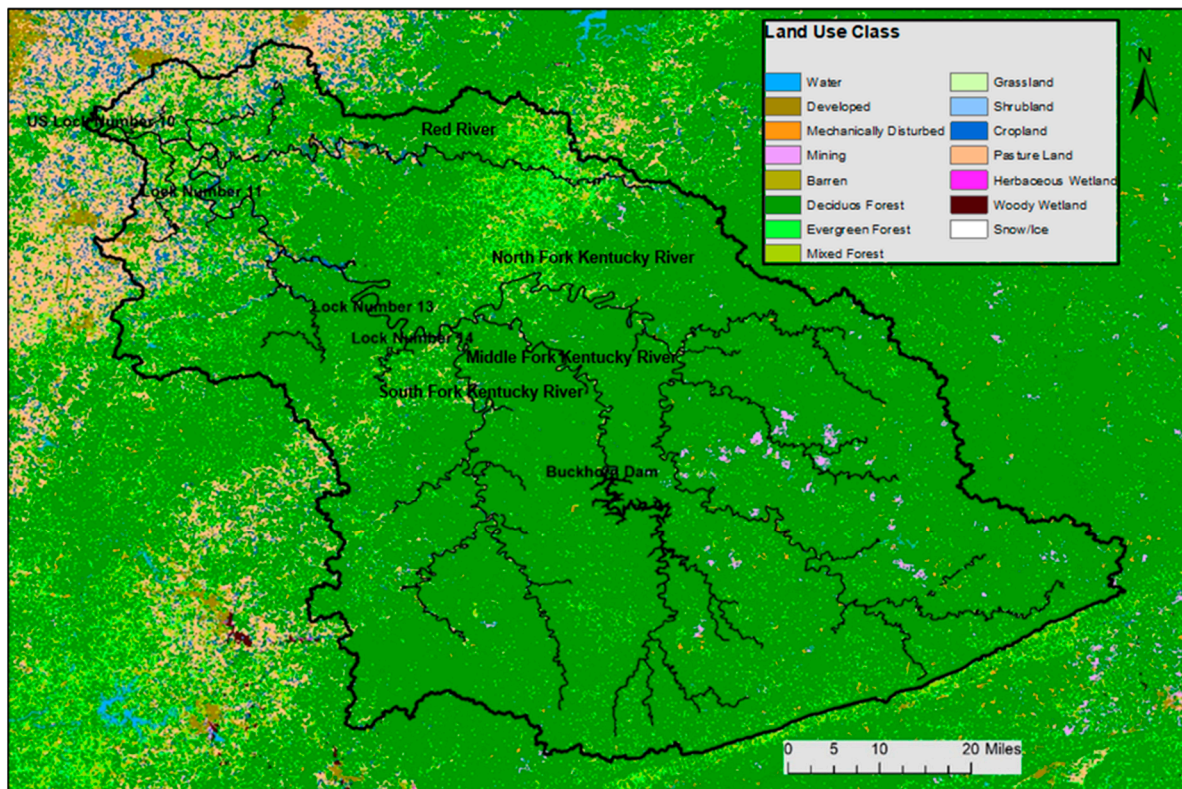 Land Use Class
Water
Developed
Mechanically Disturbed
Mining
Barren
Deciduos Forest
Evergreen Forest
Mixed Forest
Grassland
Shrubland
Cropland
Pasture Land
Herbaceous Wetland
Woody Wetland
Snow/Ice
N
US Lock Number 10
Red River
Lock Number 11
North Fork Kentucky River
Lock Number 13
Lock Number 14
Middle Fork Kentucky River
South Fork Kentucky River
Buckhorn Dam
0 5 10 20 Miles